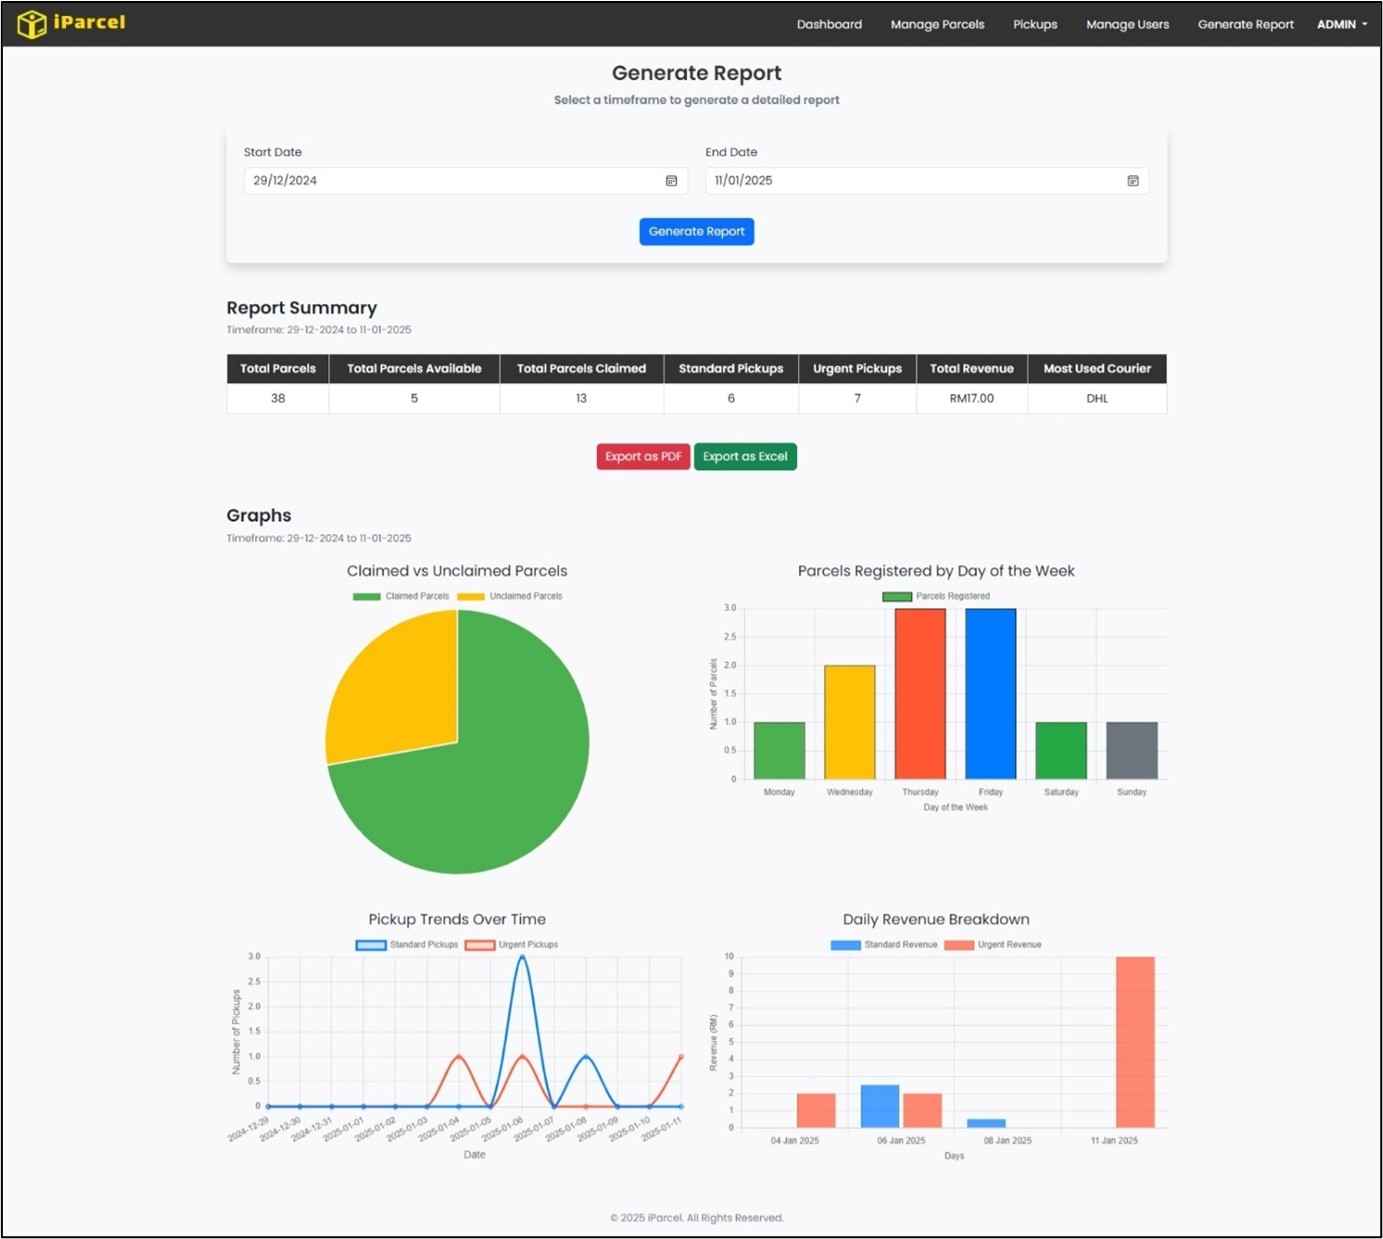 iParcel
Dashboard Manage Parcels Pickups Manage Users Generate Report ADMIN
Generate Report
Select a timeframe to generate a detailed report
Start Date End Date
29/12/2024 11/01/2025
Generate Report
Report Summary
Timeframe: 29-12-2024 to 11-01-2025
Total Parcels Total Parcels Available Total Parcels Claimed Standard Pickups Urgent Pickups Total Revenue Most Used Courier
38 5 13 6 7 RM17.00 DHL
Export as PDF Export as Excel
Graphs
Timeframe: 29-12-2024 to 11-01-2025
Claimed vs Unclaimed Parcels
Claimed Parcels Unclaimed Parcels
Parcels Registered by Day of the Week
Parcels Registered
3.0
2.5
2.0
1.5
1.0
0.5
0
Number of Parcels
Monday Wednesday Thursday Friday Saturday Sunday
Day of the Week
Pickup Trends Over Time
Standard Pickups Urgent Pickups
3.0
2.5
2.0
1.5
1.0
0.5
0
Number of Pickups
2024-12-29 2024-12-30 2024-12-31 2025-01-01 2025-01-02 2025-01-03 2025-01-04 2025-01-05 2025-01-06 2025-01-07 2025-01-08 2025-01-09 2025-01-10 2025-01-11
Date
Daily Revenue Breakdown
Standard Revenue Urgent Revenue
10
9
8
7
6
5
4
3
2
1
0
Revenue (RM)
04 Jan 2025 06 Jan 2025 08 Jan 2025 11 Jan 2025
Days
© 2025 iParcel. All Rights Reserved.